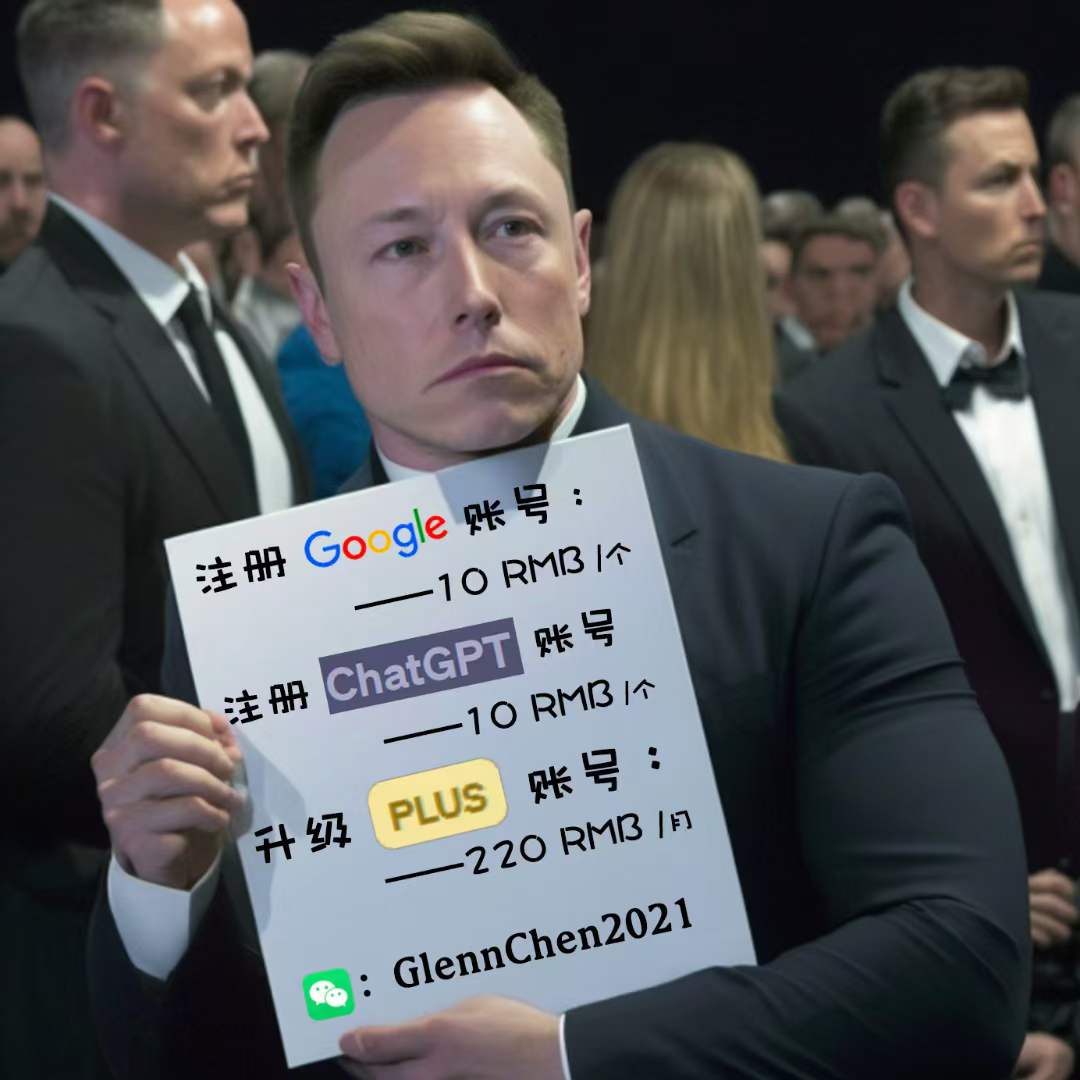 注册 Google 账号：
——10 RMB /个
注册 ChatGPT 账号
——10 RMB /个
升级 PLUS 账号：
——220 RMB /月
：GlennChen2021